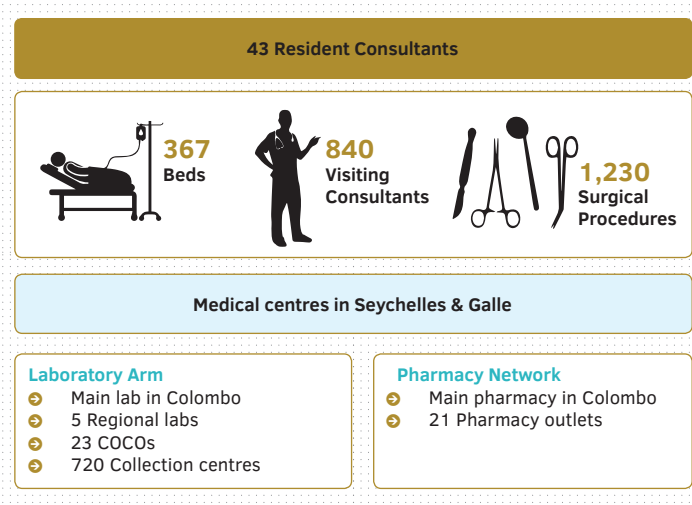 43 Resident Consultants
367
Beds
840
Visiting
Consultants
1,230
Surgical
Procedures
Medical centres in Seychelles & Galle
Laboratory Arm
Main lab in Colombo
5 Regional labs
23 COCOs
720 Collection centres
Pharmacy Network
Main pharmacy in Colombo
21 Pharmacy outlets